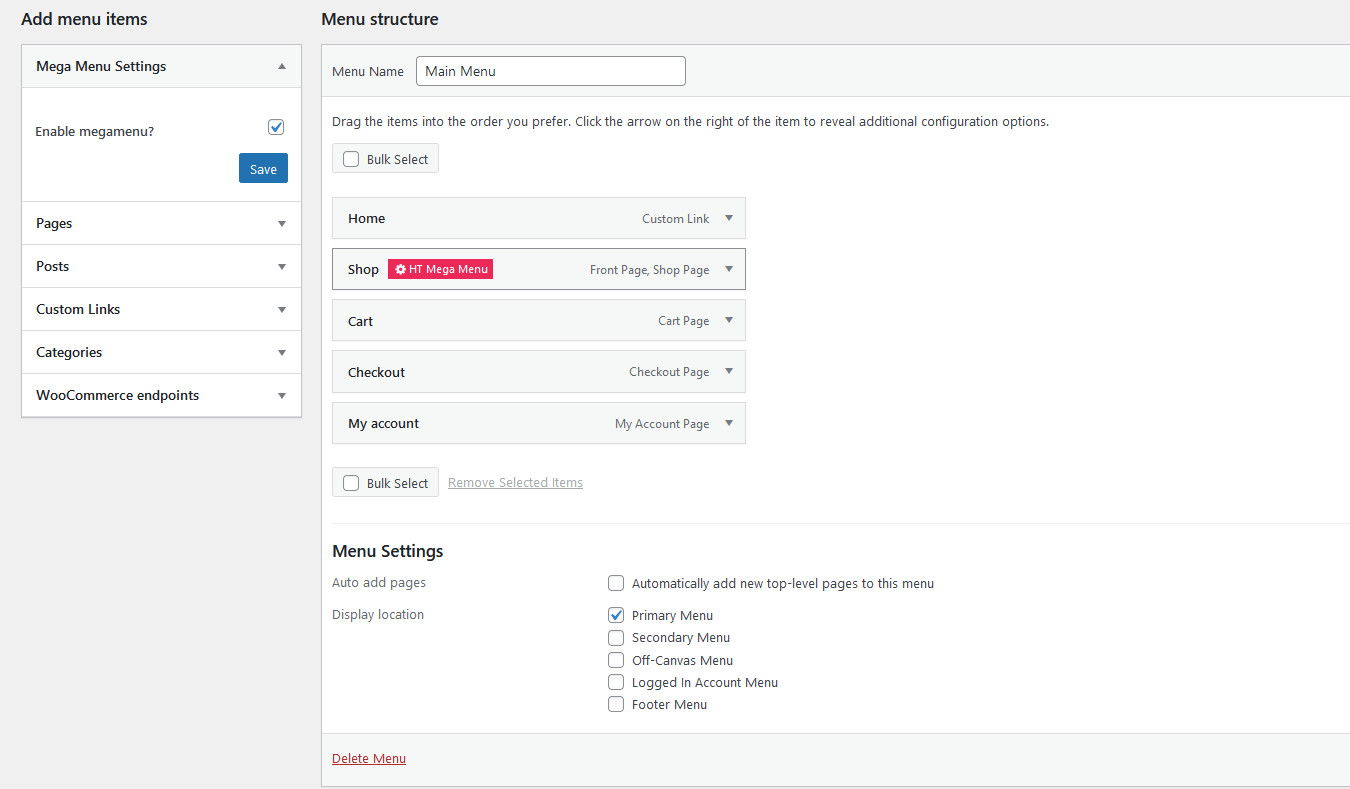 Add menu items
Mega Menu Settings
Enable megamenu?
Save
Pages
Posts
Custom Links
Categories
WooCommerce endpoints
Menu structure
Menu Name Main Menu
Drag the items into the order you prefer. Click the arrow on the right of the item to reveal additional configuration options.
Bulk Select
Home Custom Link
Shop HT Mega Menu Front Page, Shop Page
Cart Cart Page
Checkout Checkout Page
My account My Account Page
Bulk Select Remove Selected Items
Menu Settings
Auto add pages Automatically add new top-level pages to this menu
Display location Primary Menu
Secondary Menu
Off-Canvas Menu
Logged In Account Menu
Footer Menu
Delete Menu